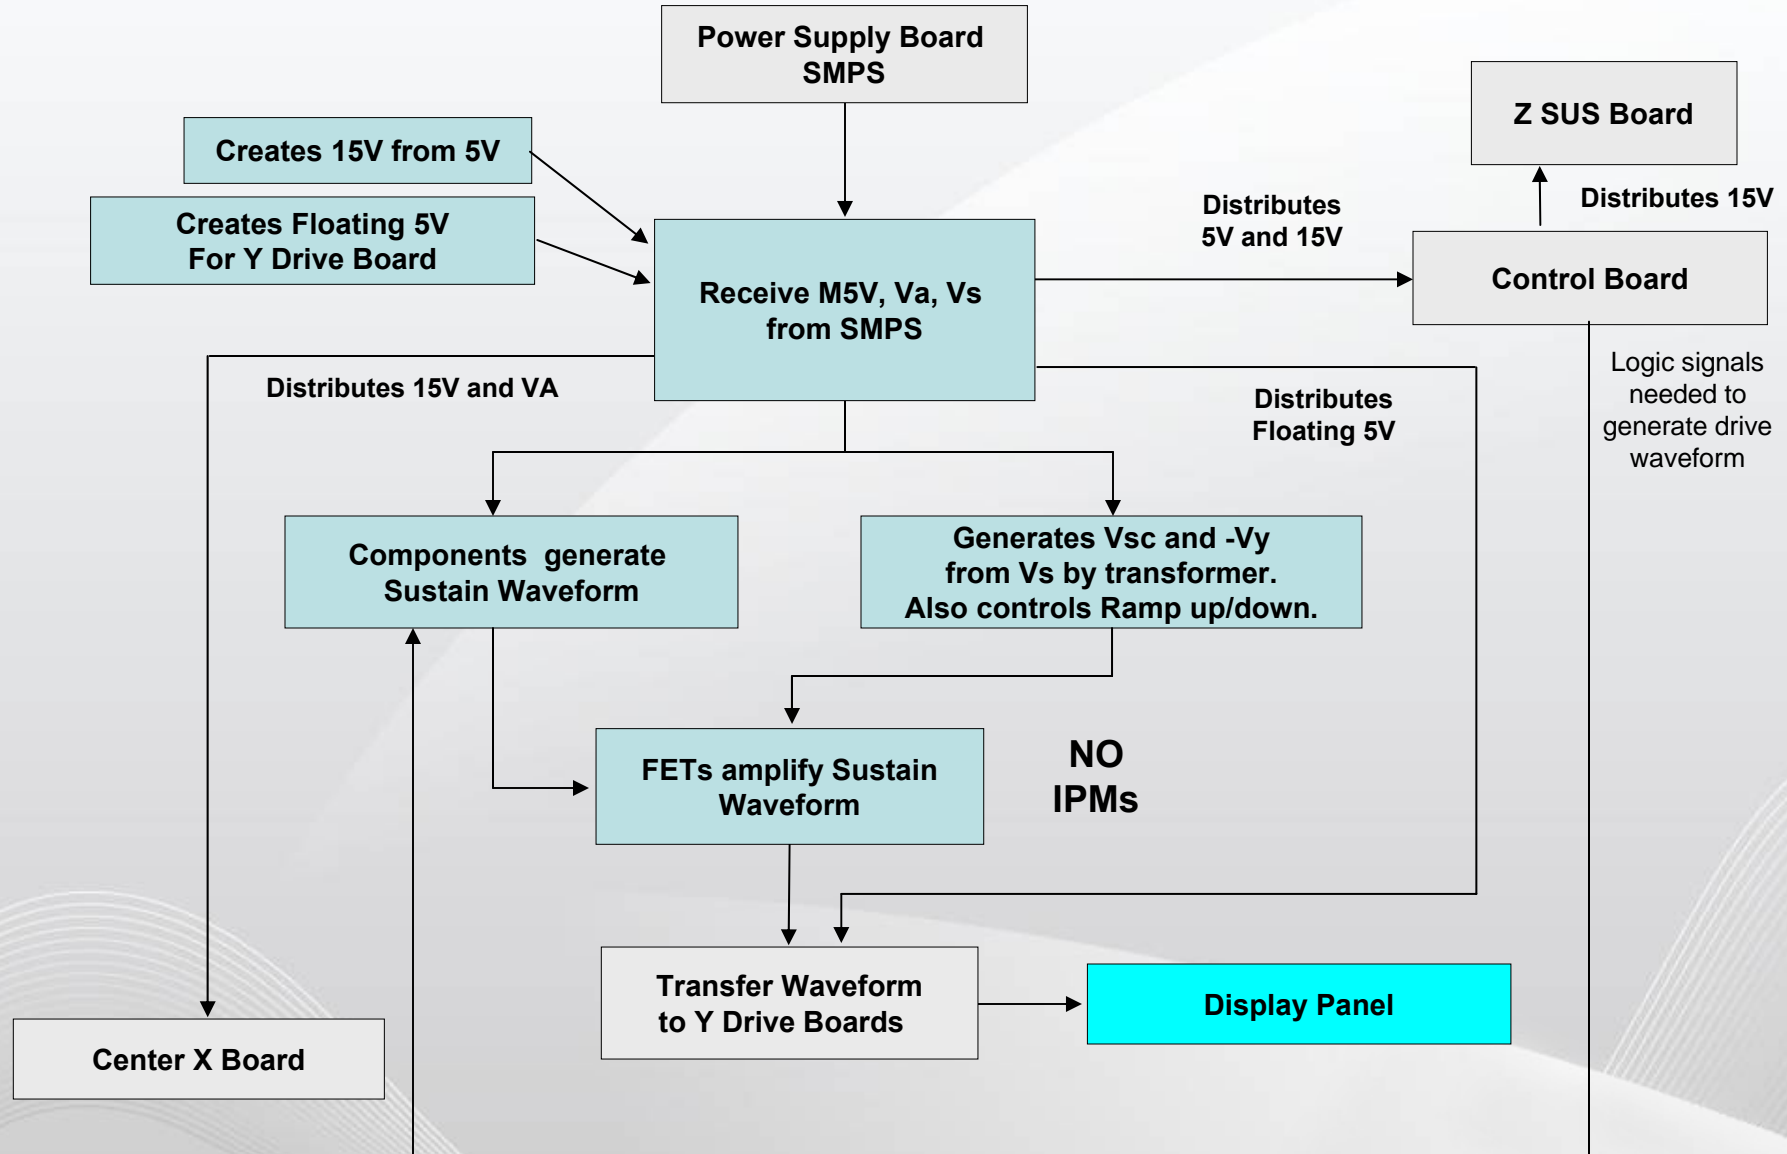 Power Supply Board
SMPS
Z SUS Board
Creates 15V from 5V
Distributes 15V
Creates Floating 5V
For Y Drive Board
Distributes
5V and 15V
Receive M5V, Va, Vs
from SMPS
Control Board
Logic signals
needed to
generate drive
waveform
Distributes 15V and VA
Distributes
Floating 5V
Components generate
Sustain Waveform
Generates Vsc and -Vy
from Vs by transformer.
Also controls Ramp up/down.
FETs amplify Sustain
Waveform
NO
IPMs
Transfer Waveform
to Y Drive Boards
Display Panel
Center X Board